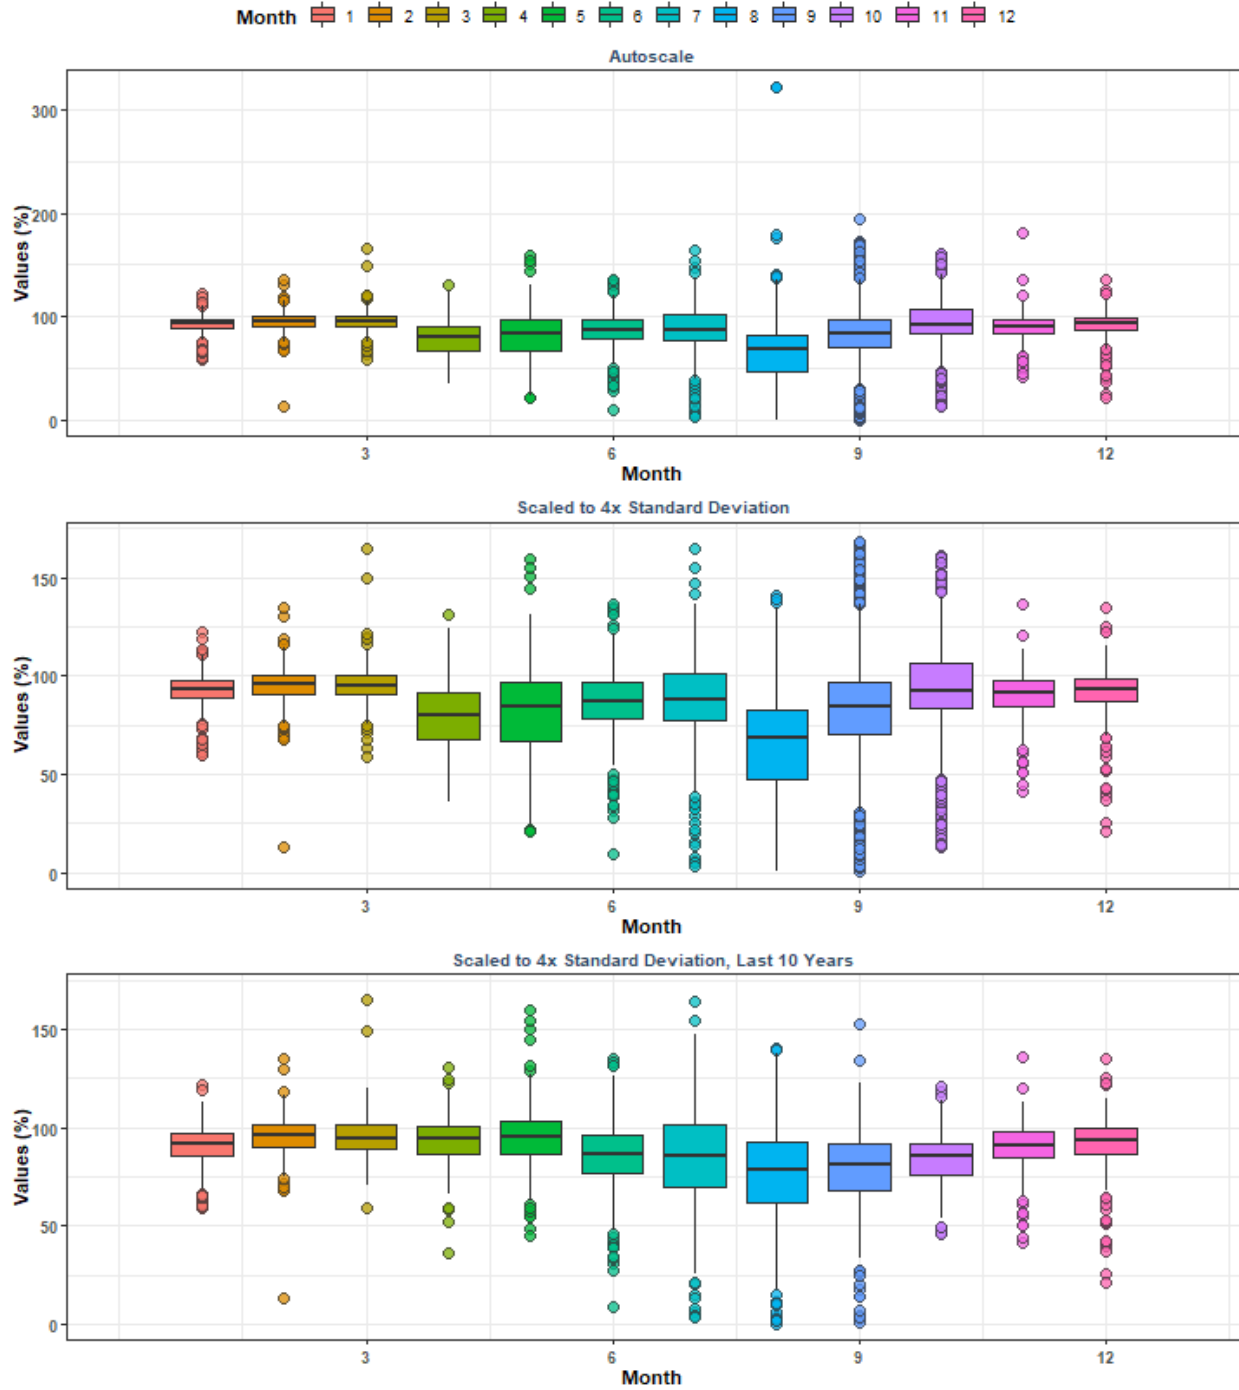 Month 1 2 3 4 5 6 7 8 9 10 11 12
Autoscale
300
200
100
0
Values (%)
3 6 9 12
Month
Scaled to 4x Standard Deviation
150
100
50
0
Values (%)
3 6 9 12
Month
Scaled to 4x Standard Deviation, Last 10 Years
150
100
50
0
Values (%)
3 6 9 12
Month